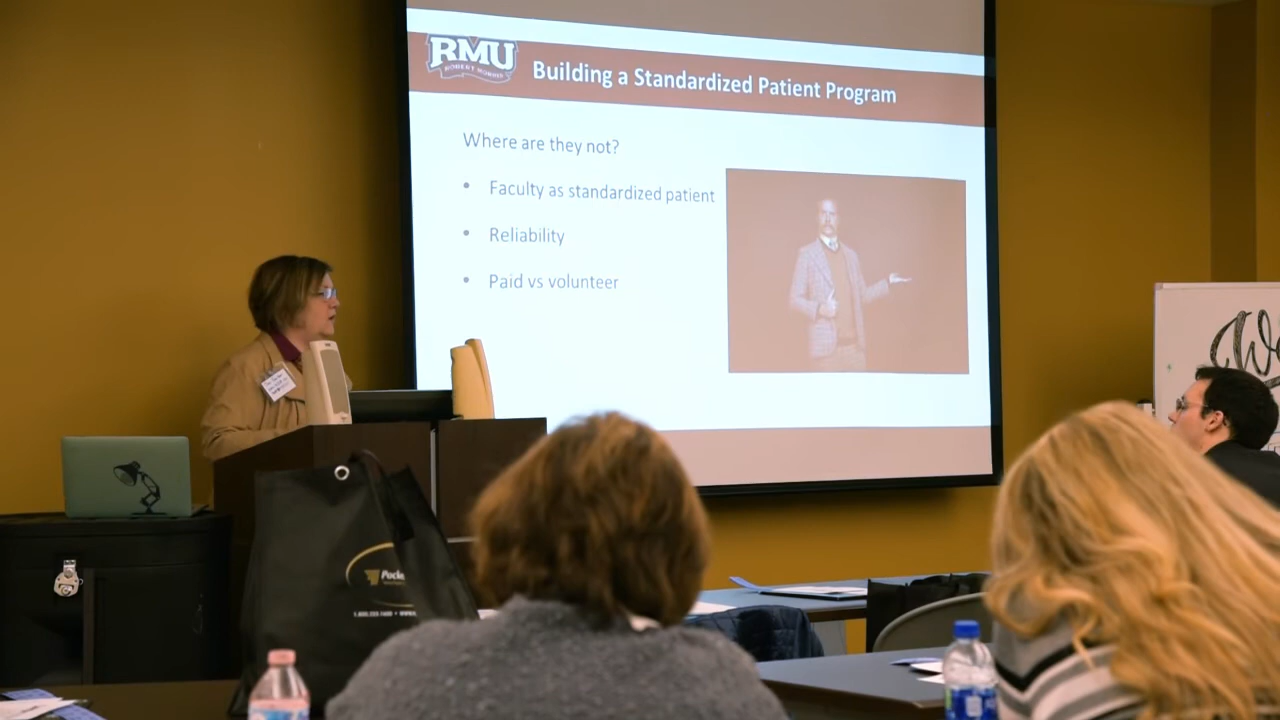 RMU
ROBERT MORRIS
Building a Standardized Patient Program
Where are they not?
• Faculty as standardized patient
• Reliability
• Paid vs volunteer
We